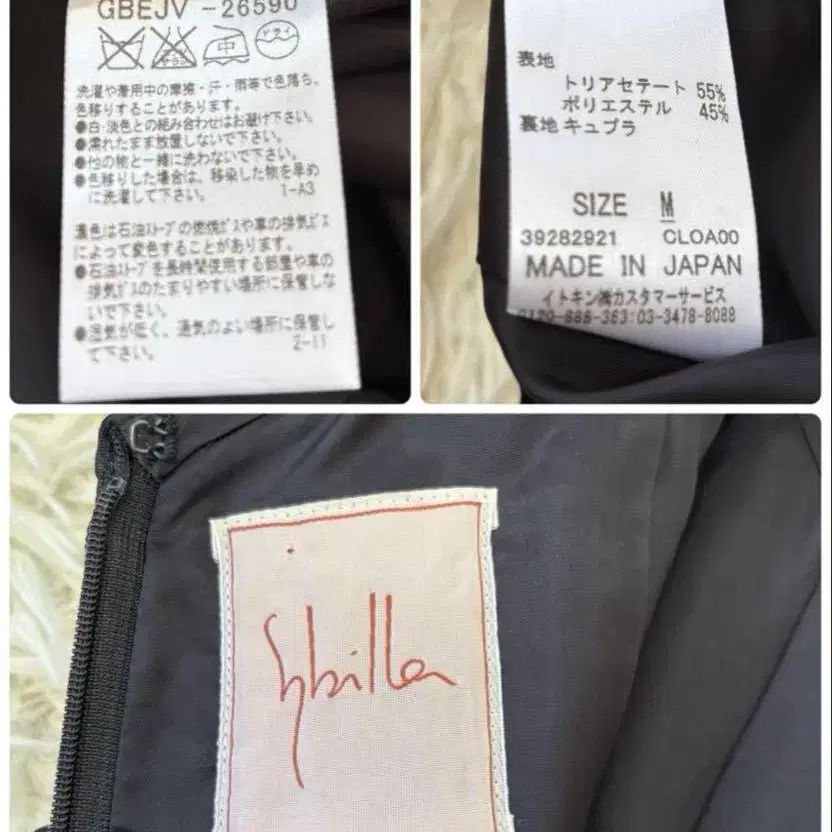 GBEJV -26590
中
ドライ
洗濯や着用中の摩擦・汗・雨等で色落ち、
色移りすることがあります。
●白・淡色との組み合わせはお避け下さい。
●濡れたまま放置しないで下さい。
●他の物と一緒に洗わないで下さい。
●色移りした場合は、移染した物を早め
に洗濯して下さい。 1-A3
濃色は石油ストーブの燃焼ガスや車の排気ガス
によって変色することがあります。
●石油ストーブを長時間使用する部屋や車の
排気ガスのたまりやすい場所に保管しな
いで下さい。
●湿気が低く、通気のよい場所に保管し
て下さい。 2-11
表地
トリアセテート 55%
ポリエステル 45%
裏地 キュプラ
SIZE M
39282921 CLOA00
MADE IN JAPAN
イトキン㈱カスタマーサービス
0120-888-363:03-3478-8088
Sybilla